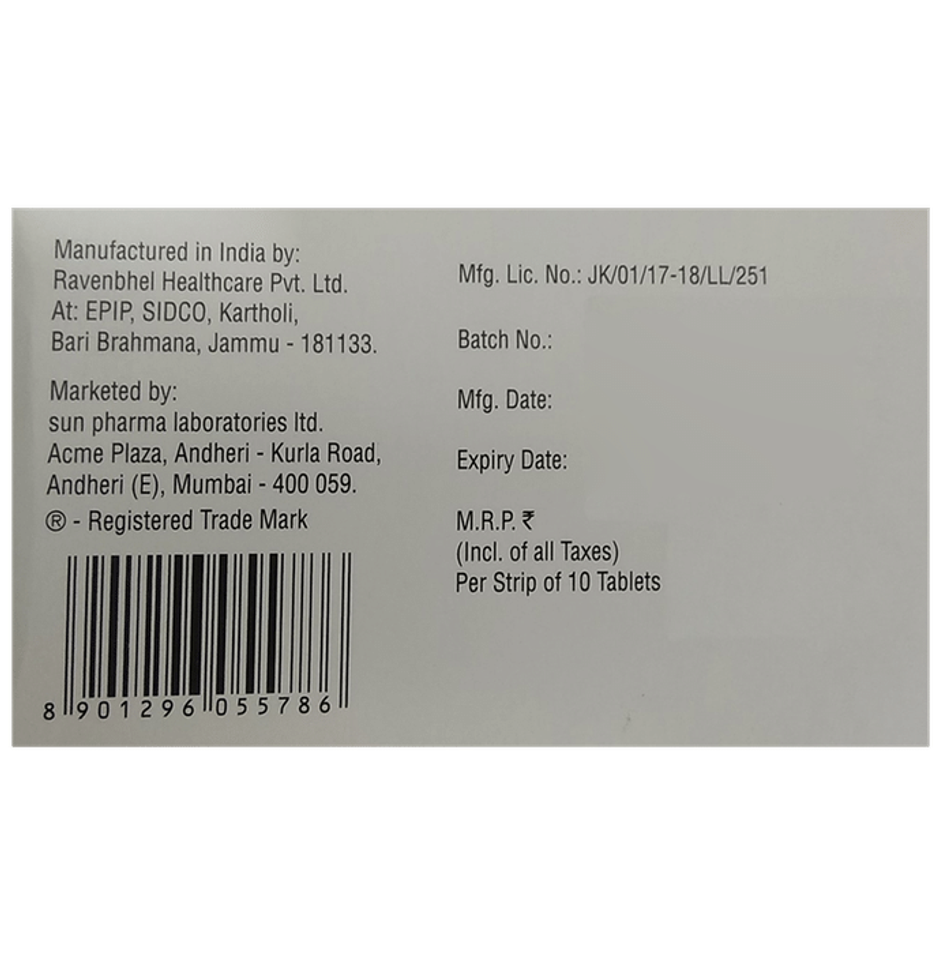 Manufactured in India by:
Ravenbhel Healthcare Pvt. Ltd.
At: EPIP, SIDCO, Kartholi,
Bari Brahmana, Jammu - 181133.
Marketed by:
sun pharma laboratories ltd.
Acme Plaza, Andheri - Kurla Road,
Andheri (E), Mumbai - 400 059.
® - Registered Trade Mark
8 901296 055786
Mfg. Lic. No.: JK/01/17-18/LL/251
Batch No.:
Mfg. Date:
Expiry Date:
M.R.P. ₹
(Incl. of all Taxes)
Per Strip of 10 Tablets